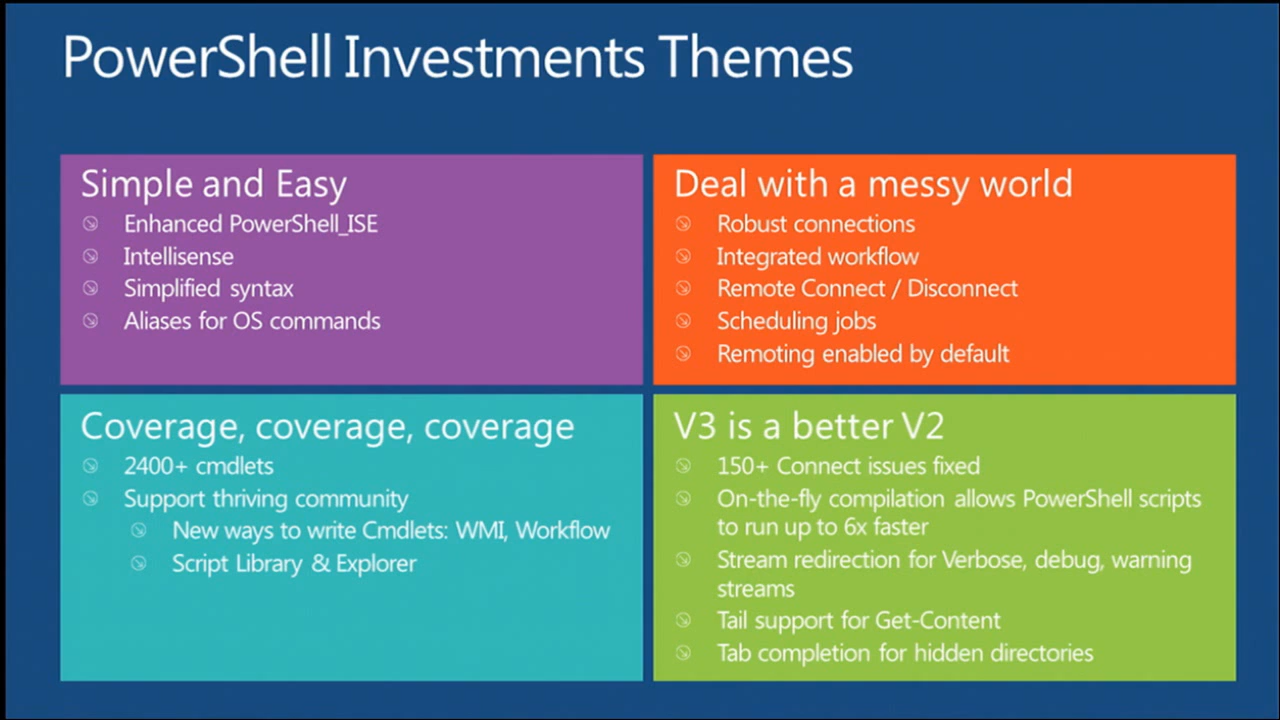 PowerShell Investments Themes
Simple and Easy
Enhanced PowerShell_ISE
Intellisense
Simplified syntax
Aliases for OS commands
Deal with a messy world
Robust connections
Integrated workflow
Remote Connect / Disconnect
Scheduling jobs
Remoting enabled by default
Coverage, coverage, coverage
2400+ cmdlets
Support thriving community
New ways to write Cmdlets: WMI, Workflow
Script Library & Explorer
V3 is a better V2
150+ Connect issues fixed
On-the-fly compilation allows PowerShell scripts
to run up to 6x faster
Stream redirection for Verbose, debug, warning
streams
Tail support for Get-Content
Tab completion for hidden directories